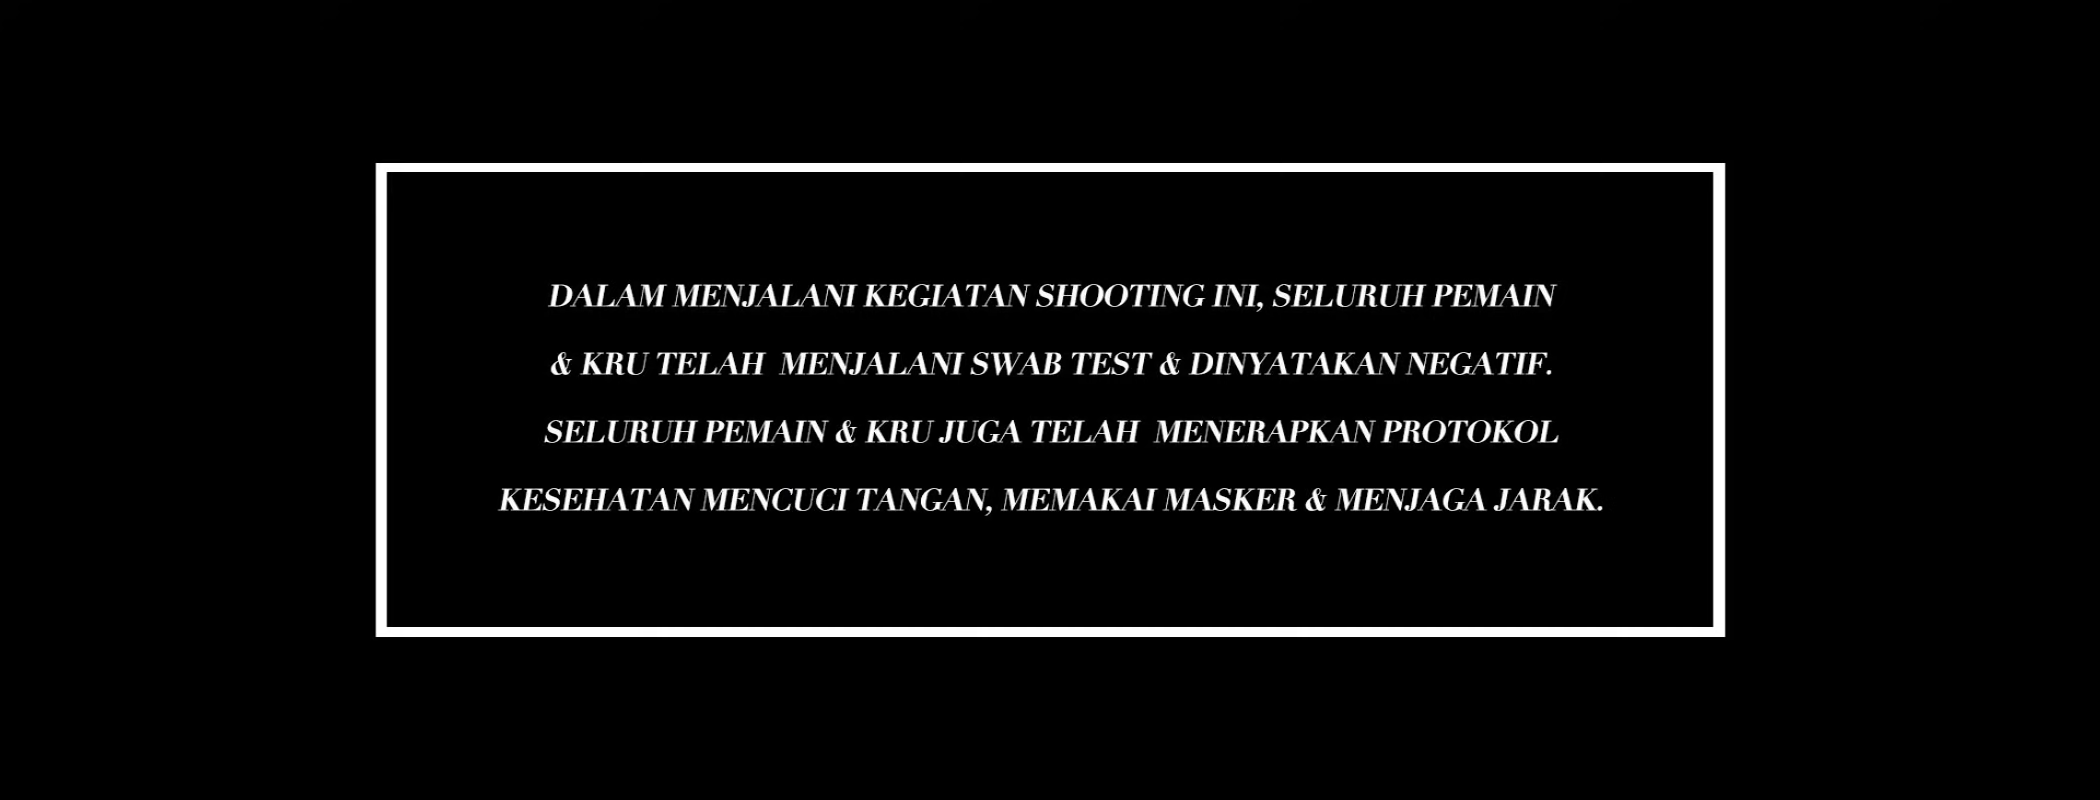 DALAM MENJALANI KEGIATAN SHOOTING INI, SELURUH PEMAIN
& KRU TELAH  MENJALANI SWAB TEST & DINYATAKAN NEGATIF.
SELURUH PEMAIN & KRU JUGA TELAH  MENERAPKAN PROTOKOL
KESEHATAN MENCUCI TANGAN, MEMAKAI MASKER & MENJAGA JARAK.